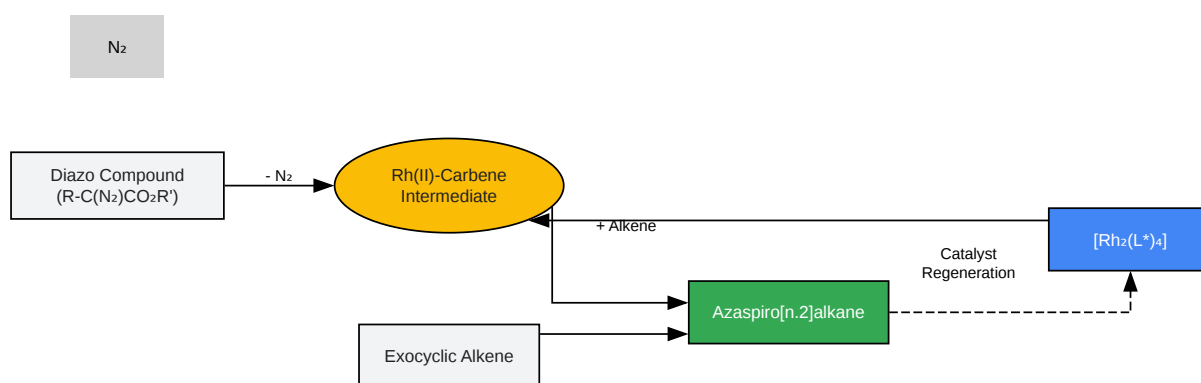 N₂
Diazo Compound
(R-C(N₂)CO₂R')
- N₂
Rh(II)-Carbene
Intermediate
+ Alkene
[Rh₂(L*)₄]
Catalyst
Regeneration
Azaspiro[n.2]alkane
Exocyclic Alkene